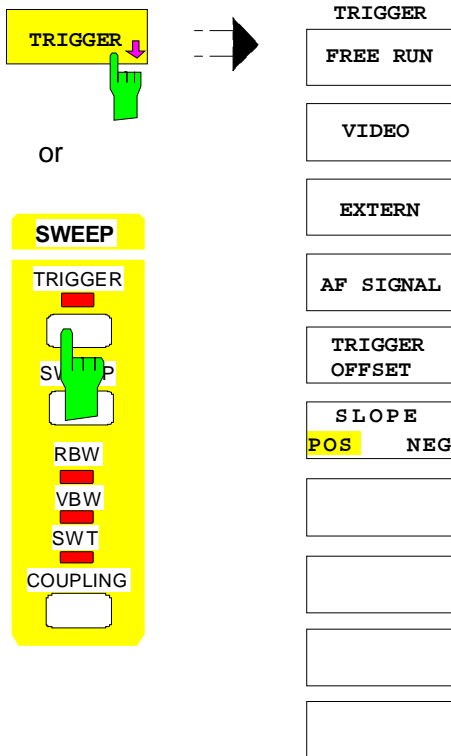 TRIGGER
or
SWEEP
TRIGGER
RBW
VBW
SWT
COUPLING
TRIGGER
FREE RUN
VIDEO
EXTERN
AF SIGNAL
TRIGGER
OFFSET
SLOPE
POS NEG